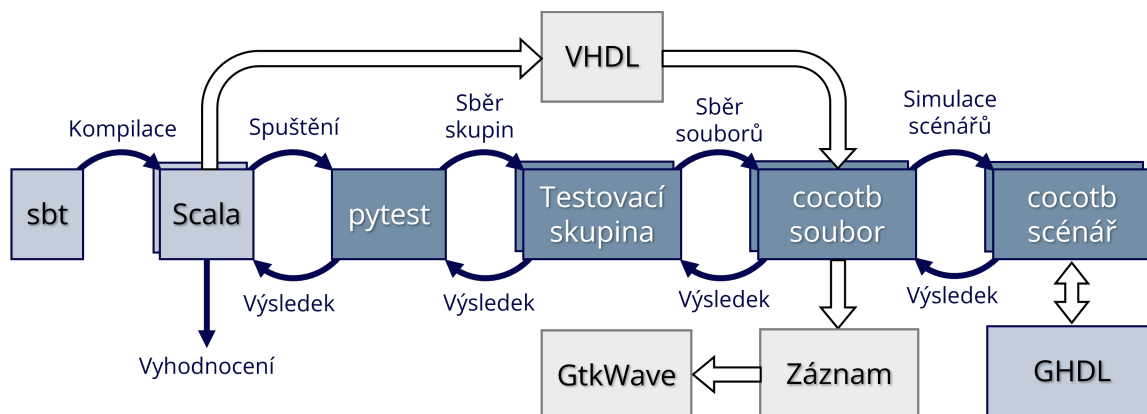 VHDL
Kompilace
Spuštění
Sběr
skupin
Sběr
souborů
Simulace
scénářů
sbt
Scala
pytest
Testovací
skupina
cocotb
soubor
cocotb
scénář
Výsledek
Výsledek
Výsledek
Výsledek
Vyhodnocení
GtkWave
Záznam
GHDL